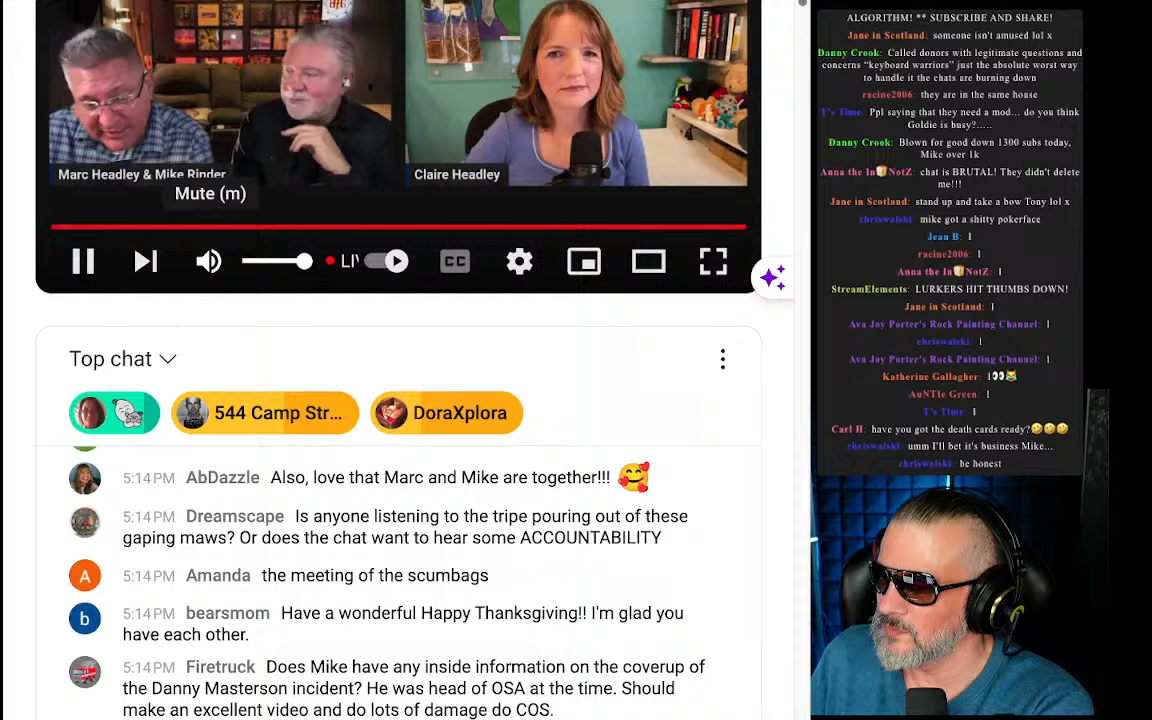 Marc Headley & Mike Rinder
Claire Headley
Mute (m)
CC
Top chat
544 Camp Str...
DoraXplora
5:14 PM AbDazzle Also, love that Marc and Mike are together!!!
5:14 PM Dreamscape Is anyone listening to the tripe pouring out of these
gaping maws? Or does the chat want to hear some ACCOUNTABILITY
A 5:14 PM Amanda the meeting of the scumbags
b 5:14 PM bearsmom Have a wonderful Happy Thanksgiving!! I'm glad you
have each other.
5:14 PM Firetruck Does Mike have any inside information on the coverup of
the Danny Masterson incident? He was head of OSA at the time. Should
make an excellent video and do lots of damage do COS.
ALGORITHM! ** SUBSCRIBE AND SHARE!
Jane in Scotland: someone isn't amused lol x
Danny Crook: Called donors with legitimate questions and
concerns “keyboard warriors” just the absolute worst way
to handle it the chats are burning down
racine2006: they are in the same house
T's Time: Ppl saying that they need a mod... do you think
Goldie is busy?.....
Danny Crook: Blown for good down 1300 subs today,
Mike over 1k
Anna the In🍞NotZ: chat is BRUTAL! They didn't delete
me!!!
Jane in Scotland: stand up and take a bow Tony lol x
chriswalski: mike got a shitty pokerface
Jean B: 1
racine2006: 1
Anna the In🍞NotZ: 1
StreamElements: LURKERS HIT THUMBS DOWN!
Jane in Scotland: 1
Ava Joy Porter's Rock Painting Channel: 1
chriswalski: 1
Ava Joy Porter's Rock Painting Channel: 1
Katherine Gallagher: 1👀😹
AuNTIe Green: 1
T's Time: 1
Carl H: have you got the death cards ready?🤣🤣🤣
chriswalski: umm I'll bet it's business Mike...
chriswalski: be honest